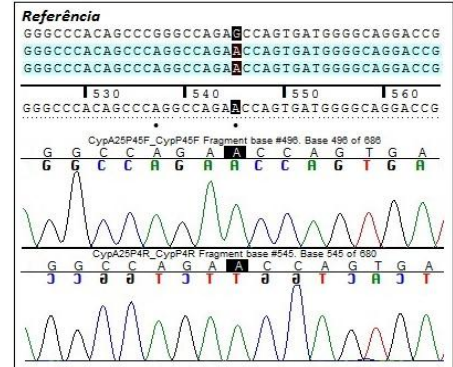 Referência
GGGCCCACAGCCCGGGCCAGAGCCAGTGATGGGGCAGGACCG
GGGCCCACAGCCCAGGCCAGAACCAGTGATGGGGCAGGACCG
GGGCCCACAGCCCAGGCCAGAACCAGTGATGGGGCAGGACCG
530 540 550 560
GGGCCCACAGCCCAGGCCAGAACCAGTGATGGGGCAGGACCG
CypA25P45F_CypP45F Fragment base #496. Base 496 of 686
G G C C A G A A C C A G T G A
G G C C A G A A C C A G T G A
CypA25P4R_CypP4R Fragment base #545. Base 545 of 680
G G C C A G A A C C A G T G A
C C G G T C T T G G T C A C T